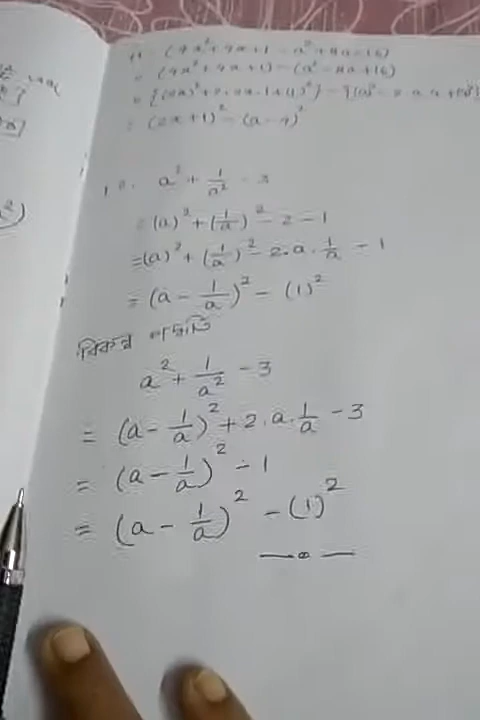 = (4x² + 4x + 1) - (a² - 8a + 16)
= (2x + 1)² - (a - 4)²
a² + 1/a² - 3
= (a)² + (1/a)² - 2 - 1
= (a)² + (1/a)² - 2.a.1/a - 1
= (a - 1/a)² - (1)²
বিকল্প পদ্ধতি
a² + 1/a² - 3
= (a - 1/a)² + 2.a.1/a - 3
= (a - 1/a)² - 1
= (a - 1/a)² - (1)²